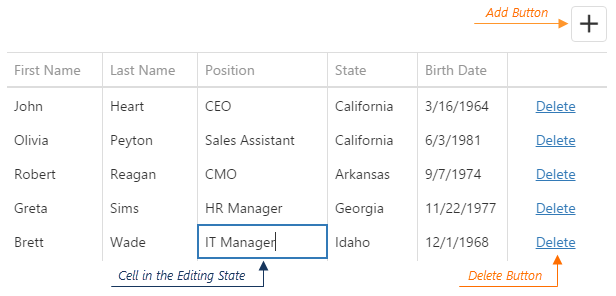 Add Button
First Name Last Name Position State Birth Date
John Heart CEO California 3/16/1964 Delete
Olivia Peyton Sales Assistant California 6/3/1981 Delete
Robert Reagan CMO Arkansas 9/7/1974 Delete
Greta Sims HR Manager Georgia 11/22/1977 Delete
Brett Wade IT Manager Idaho 12/1/1968 Delete
Cell in the Editing State Delete Button